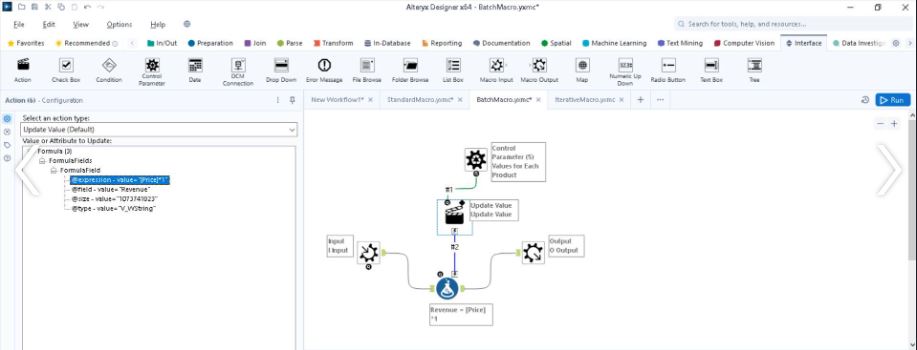 Alteryx Designer x64 - BatchMacro.yxmc*
File Edit View Options Help
Search for tools, help, and resources...
Favorites Recommended In/Out Preparation Join Parse Transform In-Database Reporting Documentation Spatial Machine Learning Text Mining Computer Vision Interface Data Investig
Action Check Box Condition Control Parameter Date DCM Connection Drop Down Error Message File Browse Folder Browse List Box Macro Input Macro Output Map Numeric Up Down Radio Button Text Box Tree
Action (6) - Configuration
New Workflow1* StandardMacro.yxmc* BatchMacro.yxmc* IterativeMacro.yxmc Run
Select an action type:
Update Value (Default)
Value or Attribute to Update:
Formula (3)
FormulaFields
FormulaField
@expression - value="[Price]*1"
@field - value="Revenue"
@size - value="1073741823"
@type - value="V_WString"
Control
Parameter (5)
Values for Each
Product
#1
Update Value
Update Value
Input
I Input
#2
Output
O Output
Revenue = [Price]
*1